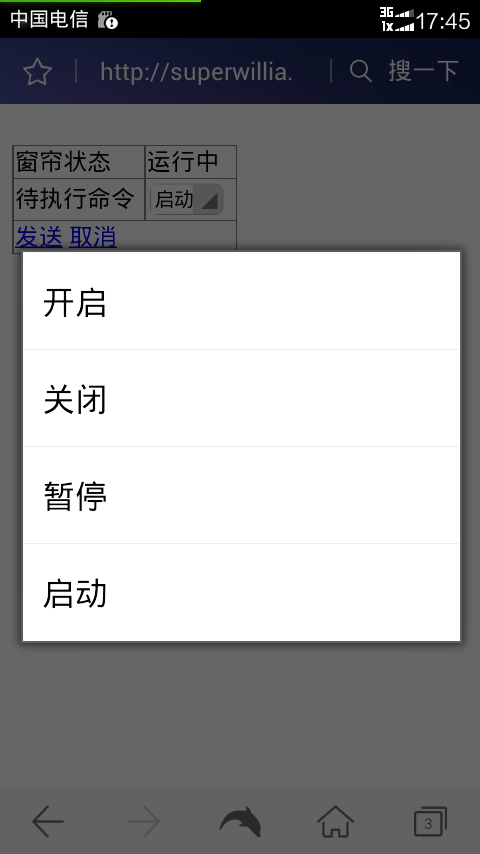 中国电信 3G 1X 17:45
http://superwillia. 搜一下
窗帘状态 运行中
待执行命令 启动
发送 取消
开启
关闭
暂停
启动
3